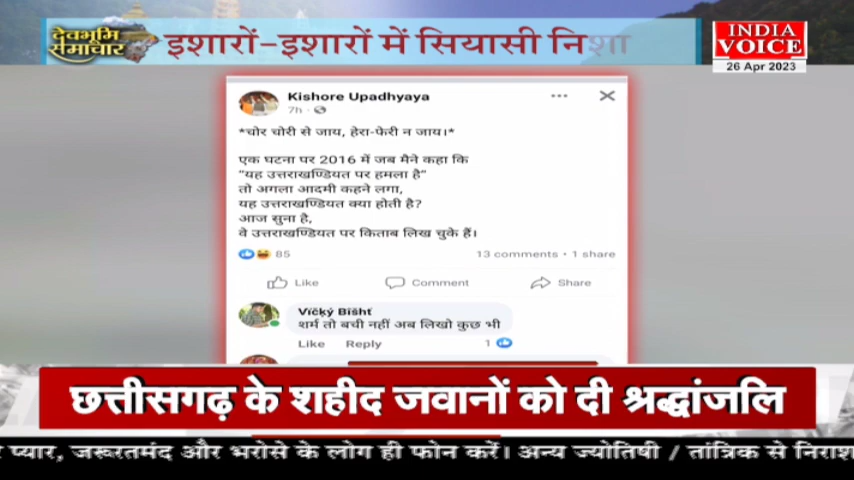 देवभूमि
समाचार
इशारों-इशारों में सियासी निशा
INDIA
VOICE
26 Apr 2023
Kishore Upadhyaya
7h
*चोर चोरी से जाय, हेरा-फेरी न जाय।*
एक घटना पर 2016 में जब मैने कहा कि
"यह उत्तराखण्डियत पर हमला है"
तो अगला आदमी कहने लगा,
यह उत्तराखण्डियत क्या होती है?
आज सुना है,
वे उत्तराखण्डियत पर किताब लिख चुके हैं।
85
13 comments • 1 share
Like Comment Share
Vïčķý Bïšhť
शर्म तो बची नहीं अब लिखो कुछ भी
Like Reply 1
छत्तीसगढ़ के शहीद जवानों को दी श्रद्धांजलि
र प्यार, जरूरतमंद और भरोसे के लोग ही फोन करें। अन्य ज्योतिषी / तांत्रिक से निराश